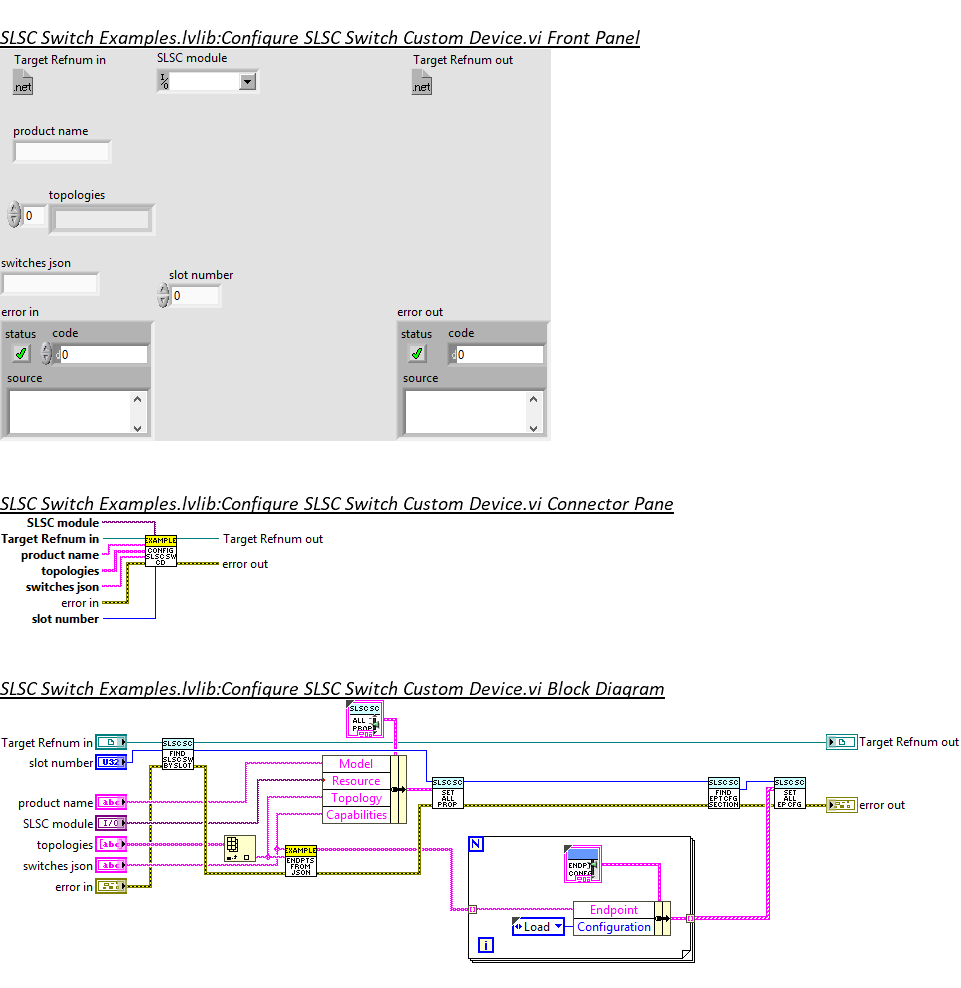 SLSC Switch Examples.lvlib:Configure SLSC Switch Custom Device.vi Front Panel
Target Refnum in
SLSC module
Target Refnum out
.net
I/O
.net
product name
topologies
0
switches json
slot number
0
error in
error out
status
code
status
code
0
0
source
source
SLSC Switch Examples.lvlib:Configure SLSC Switch Custom Device.vi Connector Pane
SLSC module
Target Refnum in
Target Refnum out
product name
topologies
switches json
error in
slot number
EXAMPLE
CONFIG
SLSC SW
CD
error out
SLSC Switch Examples.lvlib:Configure SLSC Switch Custom Device.vi Block Diagram
SLSC SC
ALL
PROP
Target Refnum in
Target Refnum out
slot number
U32
SLSC SC
FIND
SLSC SW
BY SLOT
Model
Resource
Topology
Capabilities
product name
abc
SLSC module
I/O
topologies
[abc]
switches json
abc
error in
EXAMPLE
ENDPTS
FROM
JSON
SLSC SC
SET
ALL
PROP
SLSC SC
FIND
EPT CFG
SECTION
SLSC SC
SET
ALL
EP CFG
error out
N
ENDPT
CONFG
Endpoint
Load
Configuration
i